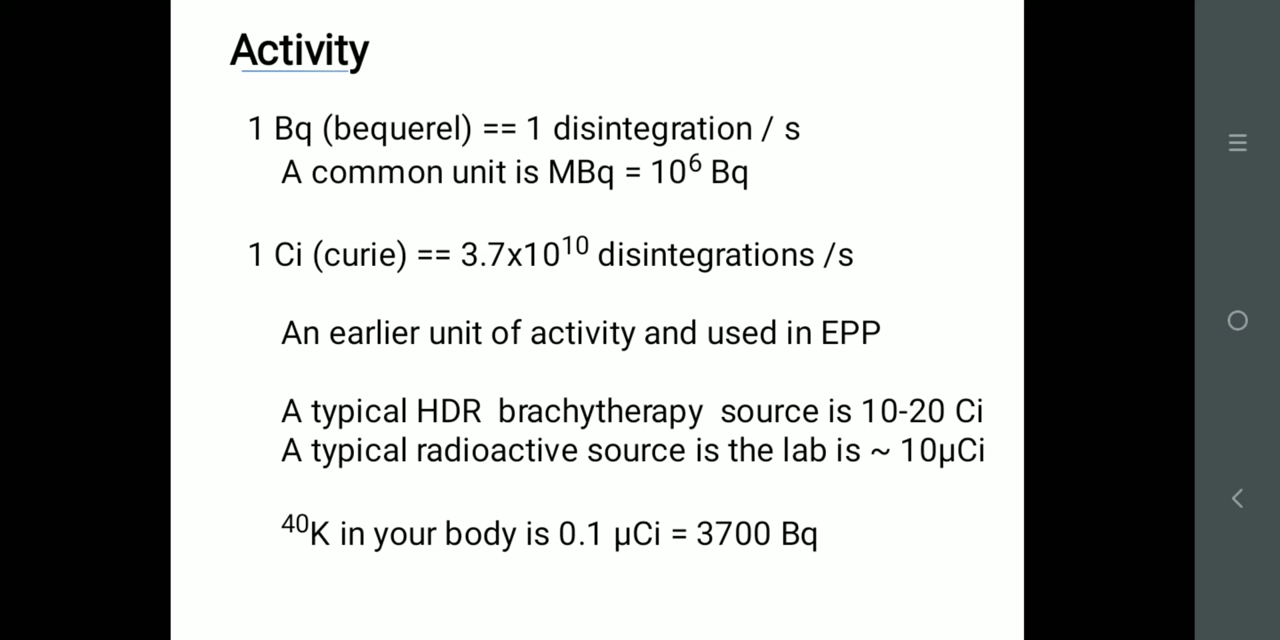 Activity
1 Bq (bequerel) == 1 disintegration / s
A common unit is MBq = 10⁶ Bq
1 Ci (curie) == 3.7x10¹⁰ disintegrations /s
An earlier unit of activity and used in EPP
A typical HDR brachytherapy source is 10-20 Ci
A typical radioactive source is the lab is ~ 10µCi
⁴⁰K in your body is 0.1 µCi = 3700 Bq